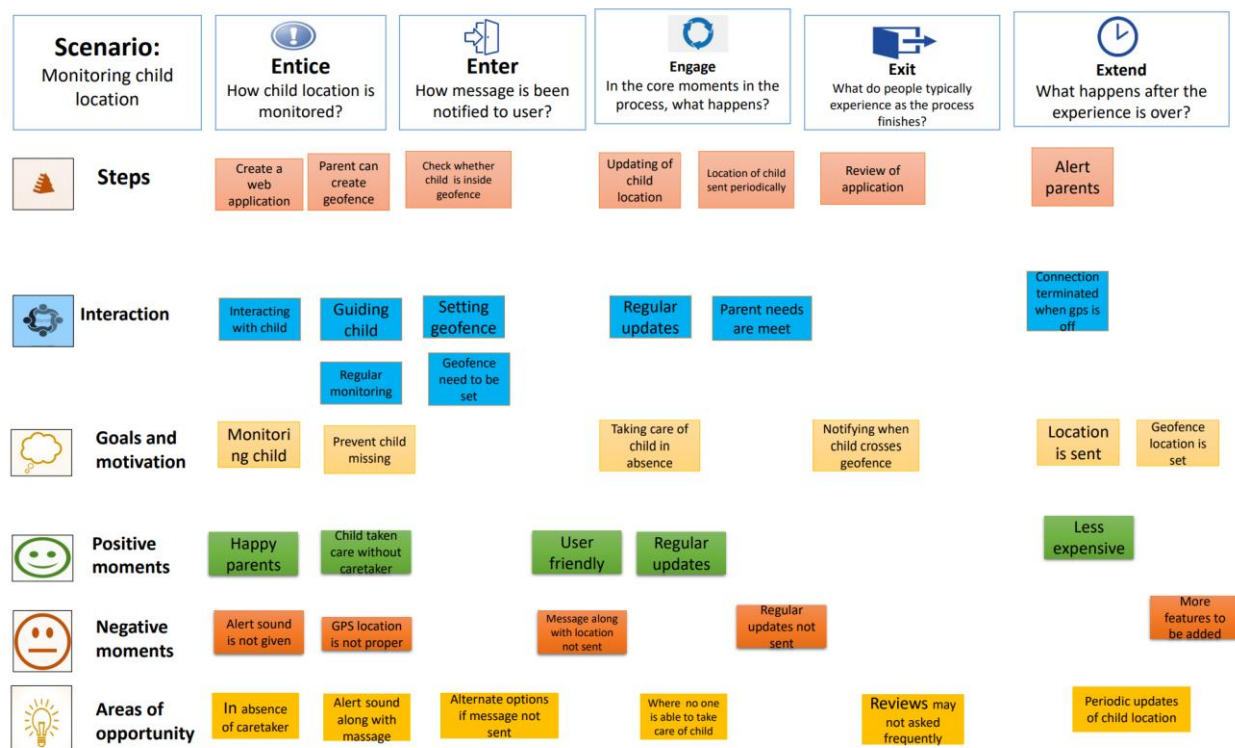 Scenario:
Monitoring child
location
Entice
How child location is
monitored?
Enter
How message is been
notified to user?
Engage
In the core moments in the
process, what happens?
Exit
What do people typically
experience as the process
finishes?
Extend
What happens after the
experience is over?
Steps
Create a
web
application
Parent can
create
geofence
Check whether
child is inside
geofence
Updating of
child
location
Location of child
sent periodically
Review of
application
Alert
parents
Interaction
Interacting
with child
Guiding
child
Setting
geofence
Regular
updates
Parent needs
are meet
Connection
terminated
when gps is
off
Regular
monitoring
Geofence
need to be
set
Goals and
motivation
Monitori
ng child
Prevent child
missing
Taking care of
child in
absence
Notifying when
child crosses
geofence
Location
is sent
Geofence
location is
set
Positive
moments
Happy
parents
Child taken
care without
caretaker
User
friendly
Regular
updates
Less
expensive
Negative
moments
Alert sound
is not given
GPS location
is not proper
Message along
with location
not sent
Regular
updates not
sent
More
features to
be added
Areas of
opportunity
In absence
of caretaker
Alert sound
along with
massage
Alternate options
if message not
sent
Where no one
is able to take
care of child
Reviews may
not asked
frequently
Periodic updates
of child location